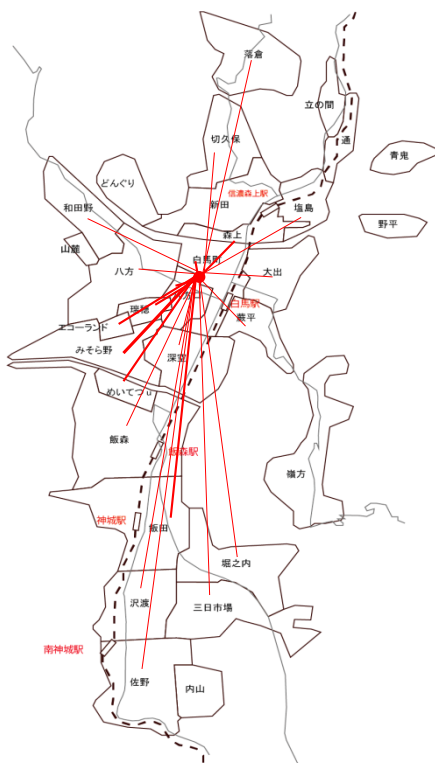 落倉
立の間
切久保
通
青鬼
どんぐり
信濃森上駅
新田
和田野
塩島
野平
森上
山麓
白馬町
八方
大出
瑞穂
白馬駅
蕨平
エコーランド
みそら野
深空
めいてつu
飯森
飯森駅
嶺方
神城駅
飯田
堀之内
沢渡
三日市場
南神城駅
佐野
内山